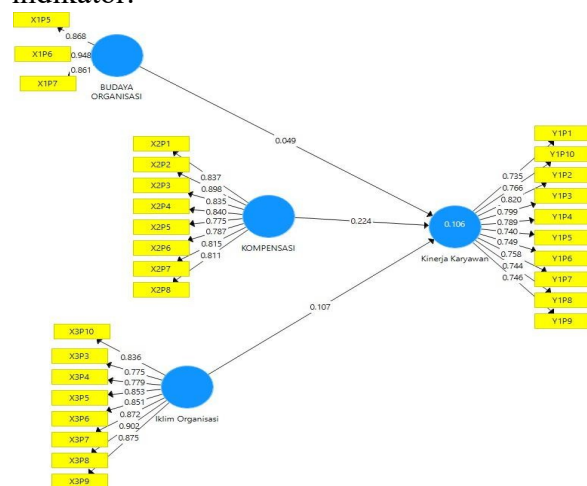 indikator.
X1P5
0.868
X1P6
0.948
X1P7
0.861
BUDAYA
ORGANISASI
0.049
X2P1
X2P2
X2P3
X2P4
X2P5
X2P6
X2P7
X2P8
0.837
0.898
0.835
0.840
0.775
0.787
0.815
0.811
KOMPENSASI
0.224
0.106
Kinerja Karyawan
Y1P1
Y1P10
Y1P2
Y1P3
Y1P4
Y1P5
Y1P6
Y1P7
Y1P8
Y1P9
0.735
0.766
0.820
0.799
0.789
0.740
0.749
0.758
0.744
0.746
0.107
X3P10
X3P3
X3P4
X3P5
X3P6
X3P7
X3P8
X3P9
0.836
0.775
0.779
0.853
0.851
0.872
0.902
0.875
Iklim Organisasi